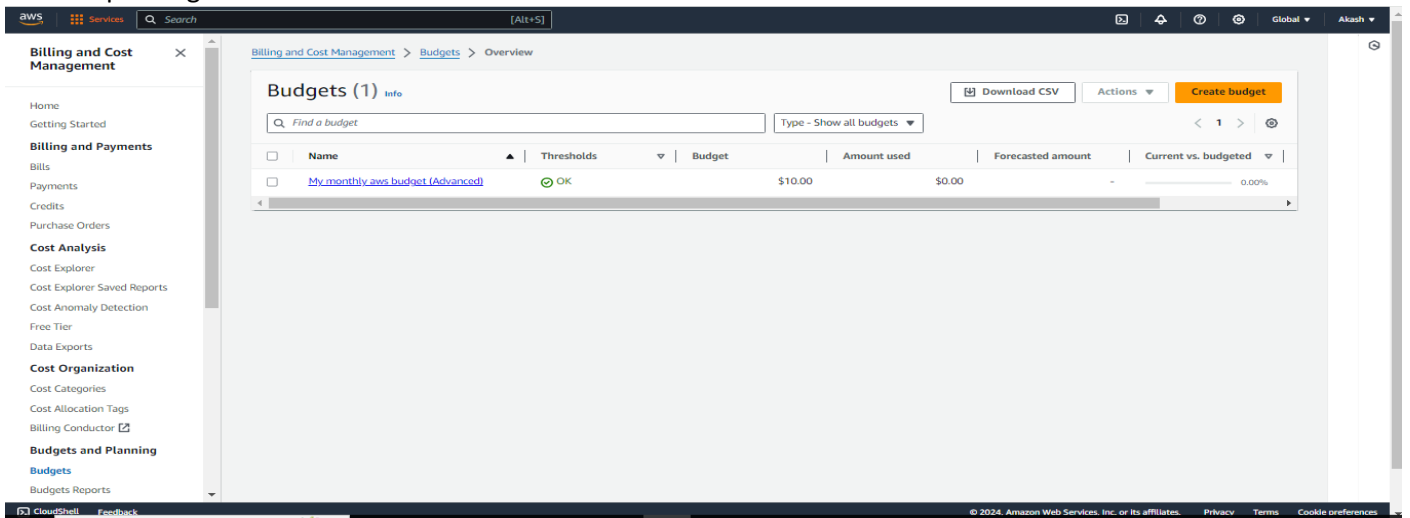 aws Services Search [Alt+S] Global Akash
Billing and Cost Management
Home
Getting Started
Billing and Payments
Bills
Payments
Credits
Purchase Orders
Cost Analysis
Cost Explorer
Cost Explorer Saved Reports
Cost Anomaly Detection
Free Tier
Data Exports
Cost Organization
Cost Categories
Cost Allocation Tags
Billing Conductor
Budgets and Planning
Budgets
Budgets Reports
Billing and Cost Management > Budgets > Overview
Budgets (1) Info Download CSV Actions Create budget
Find a budget Type - Show all budgets < 1 >
Name Thresholds Budget Amount used Forecasted amount Current vs. budgeted
My monthly aws budget (Advanced) OK $10.00 $0.00 - 0.00%
CloudShell Feedback © 2024, Amazon Web Services, Inc. or its affiliates. Privacy Terms Cookie preferences